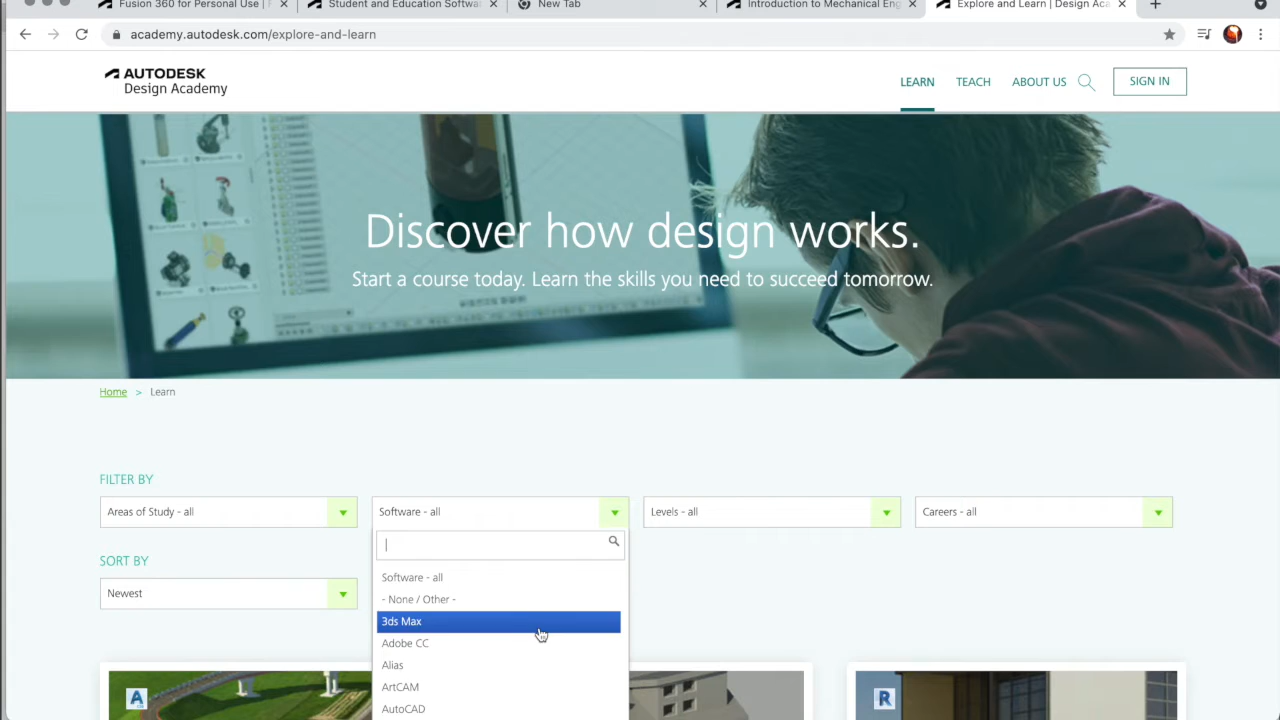 Fusion 360 for Personal Use |
Student and Education Softwa
New Tab
Introduction to Mechanical En
Explore and Learn | Design Aca
academy.autodesk.com/explore-and-learn
AUTODESK
Design Academy
LEARN
TEACH
ABOUT US
SIGN IN
Discover how design works.
Start a course today. Learn the skills you need to succeed tomorrow.
Home > Learn
FILTER BY
Areas of Study - all
Software - all
Levels - all
Careers - all
Software - all
- None / Other -
3ds Max
Adobe CC
Alias
ArtCAM
AutoCAD
SORT BY
Newest
A
R